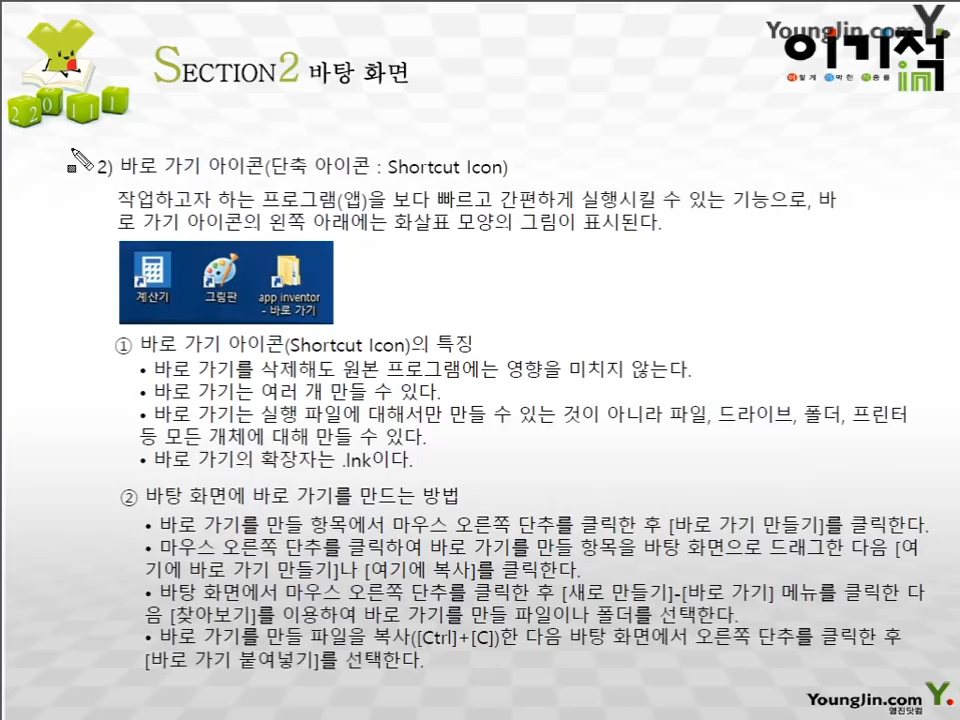 YoungJin.com Y.
이기적 in
이렇게 기막힌 적중률
2 2 0 1 1 1
SECTION2 바탕 화면
2) 바로 가기 아이콘(단축 아이콘 : Shortcut Icon)
작업하고자 하는 프로그램(앱)을 보다 빠르고 간편하게 실행시킬 수 있는 기능으로, 바
로 가기 아이콘의 왼쪽 아래에는 화살표 모양의 그림이 표시된다.
계산기 그림판 app inventor
- 바로 가기
① 바로 가기 아이콘(Shortcut Icon)의 특징
• 바로 가기를 삭제해도 원본 프로그램에는 영향을 미치지 않는다.
• 바로 가기는 여러 개 만들 수 있다.
• 바로 가기는 실행 파일에 대해서만 만들 수 있는 것이 아니라 파일, 드라이브, 폴더, 프린터
등 모든 개체에 대해 만들 수 있다.
• 바로 가기의 확장자는 .lnk이다.
② 바탕 화면에 바로 가기를 만드는 방법
• 바로 가기를 만들 항목에서 마우스 오른쪽 단추를 클릭한 후 [바로 가기 만들기]를 클릭한다.
• 마우스 오른쪽 단추를 클릭하여 바로 가기를 만들 항목을 바탕 화면으로 드래그한 다음 [여
기에 바로 가기 만들기]나 [여기에 복사]를 클릭한다.
• 바탕 화면에서 마우스 오른쪽 단추를 클릭한 후 [새로 만들기]-[바로 가기] 메뉴를 클릭한 다
음 [찾아보기]를 이용하여 바로 가기를 만들 파일이나 폴더를 선택한다.
• 바로 가기를 만들 파일을 복사([Ctrl]+[C])한 다음 바탕 화면에서 오른쪽 단추를 클릭한 후
[바로 가기 붙여넣기]를 선택한다.
YoungJin.com Y.
영진닷컴